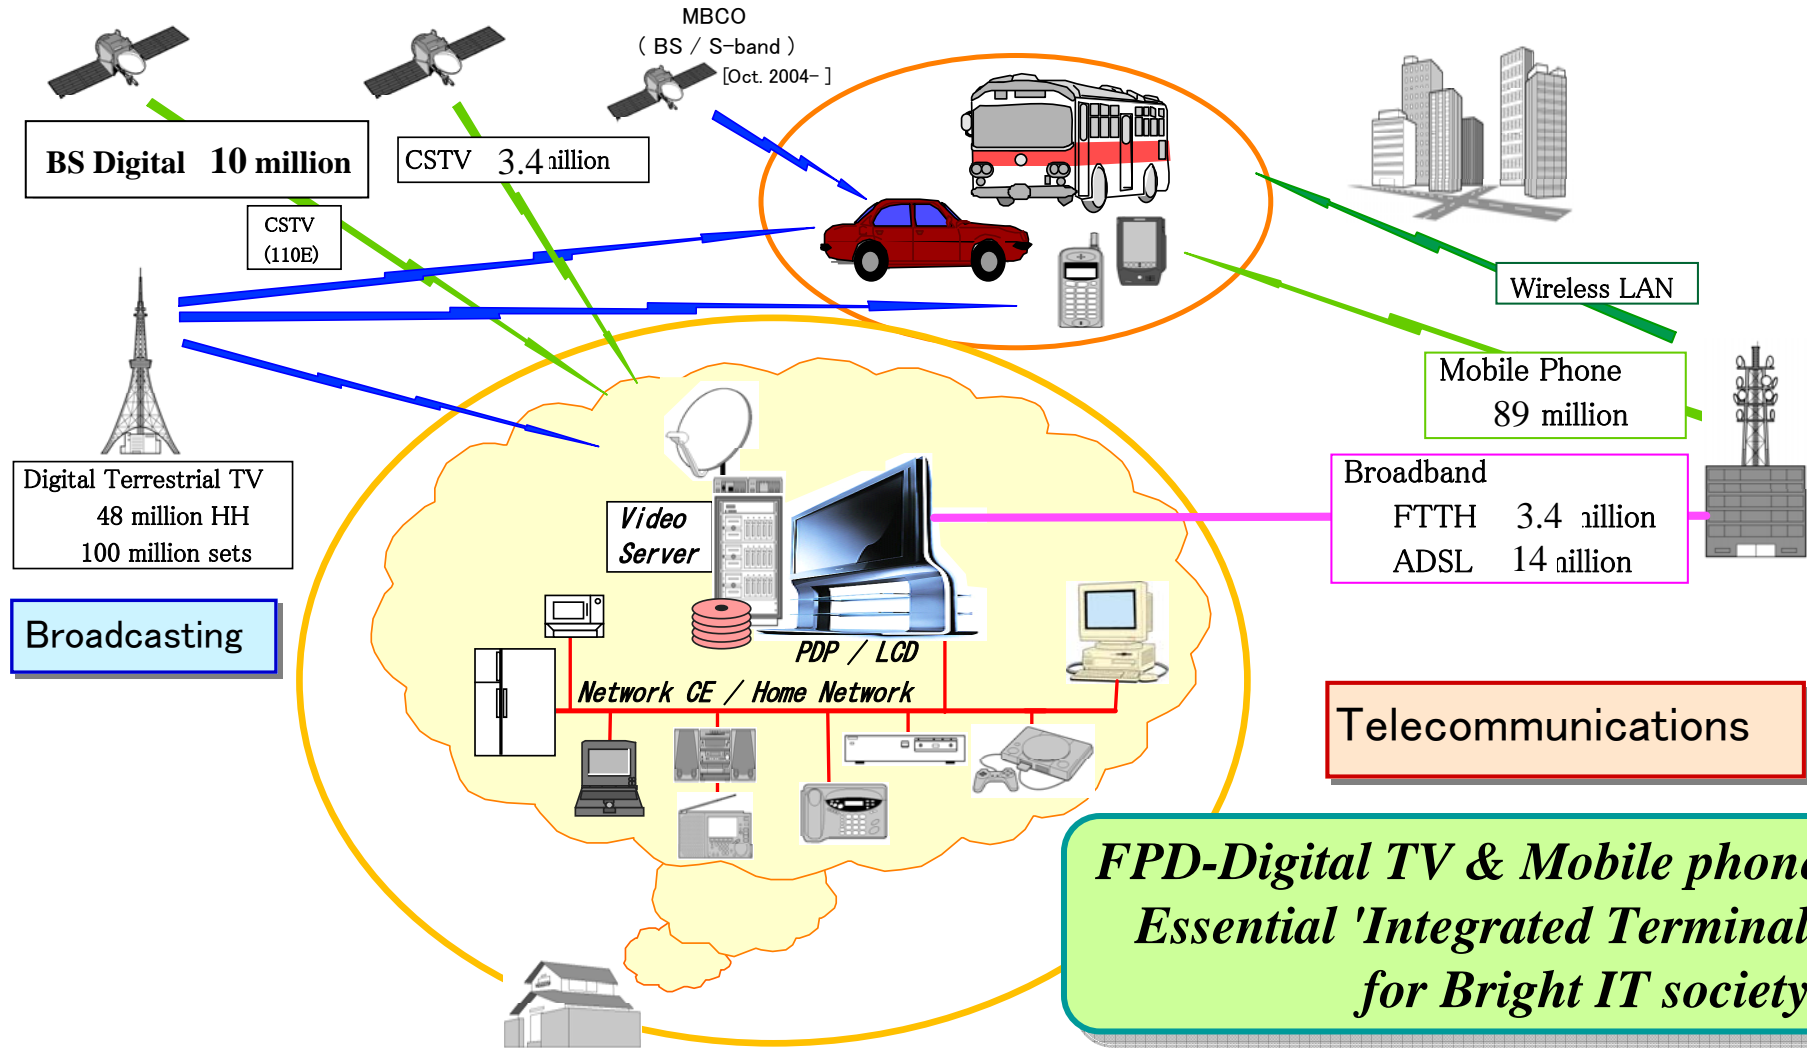 MBCO
( BS / S-band )
[Oct. 2004- ]
BS Digital 10 million
CSTV 3.4 illion
CSTV
(110E)
Wireless LAN
Mobile Phone
89 million
Digital Terrestrial TV
48 million HH
100 million sets
Broadband
FTTH 3.4 illion
ADSL 14 illion
Video
Server
Broadcasting
PDP / LCD
Network CE / Home Network
Telecommunications
FPD-Digital TV & Mobile phone
Essential 'Integrated Terminal
for Bright IT society